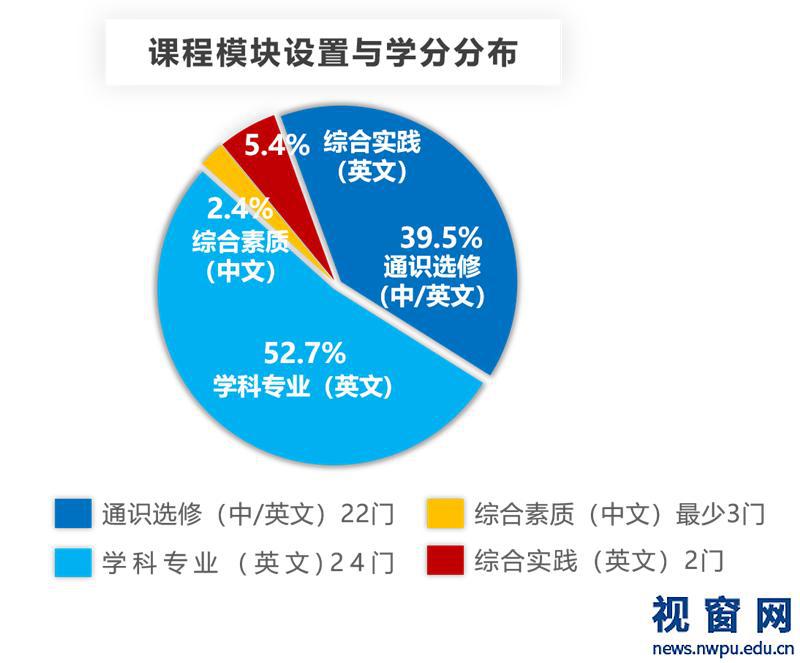 课程模块设置与学分分布
5.4% 综合实践
（英文）
2.4%
综合素质
（中文）
39.5%
通识选修
（中/英文）
52.7%
学科专业（英文）
通识选修（中/英文）22门
综合素质（中文）最少3门
学科专业（英文)24门
综合实践（英文）2门
视窗网
news.nwpu.edu.cn